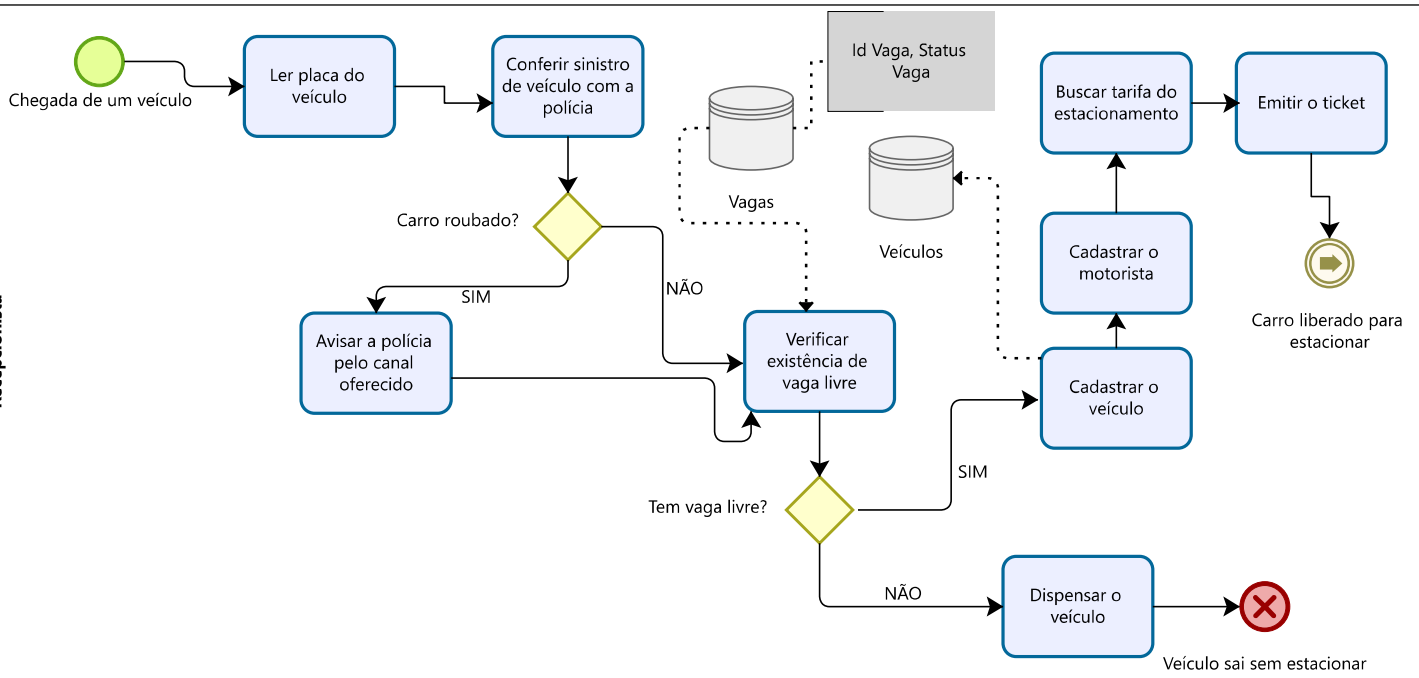 Chegada de um veículo
Ler placa do
veículo
Conferir sinistro
de veículo com a
polícia
Carro roubado?
SIM
NÃO
Avisar a polícia
pelo canal
oferecido
Vagas
Id Vaga, Status
Vaga
Veículos
Verificar
existência de
vaga livre
Tem vaga livre?
SIM
NÃO
Cadastrar o
veículo
Cadastrar o
motorista
Buscar tarifa do
estacionamento
Emitir o ticket
Carro liberado para
estacionar
Dispensar o
veículo
Veículo sai sem estacionar